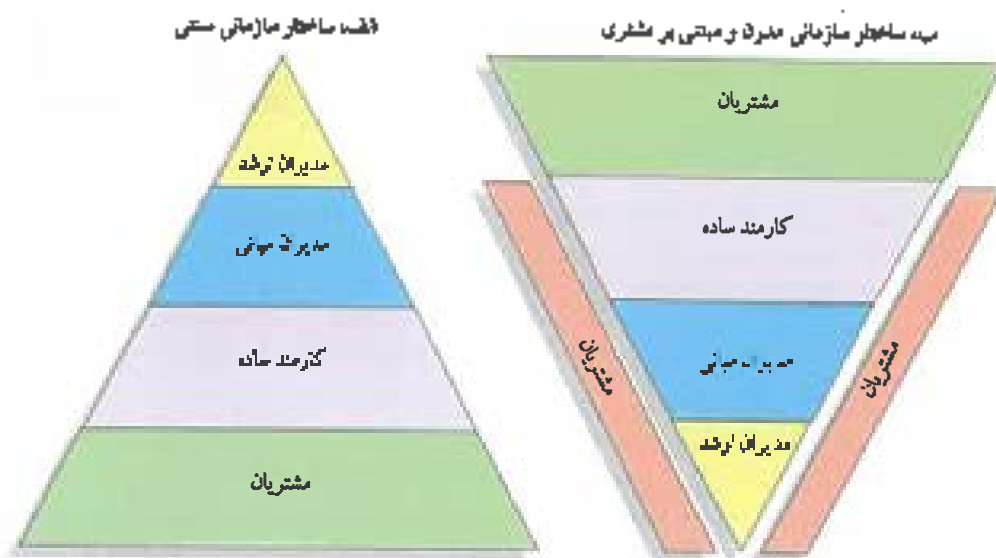 ساختار سازمانی مدرن و مبتنی بر مشتری
مشتریان
کارمند ساده
مدیران میانی
مدیران ارشد
مشتریان
مشتریان
ساختار سازمانی سنتی
مدیران ارشد
مدیران میانی
کارمند ساده
مشتریان